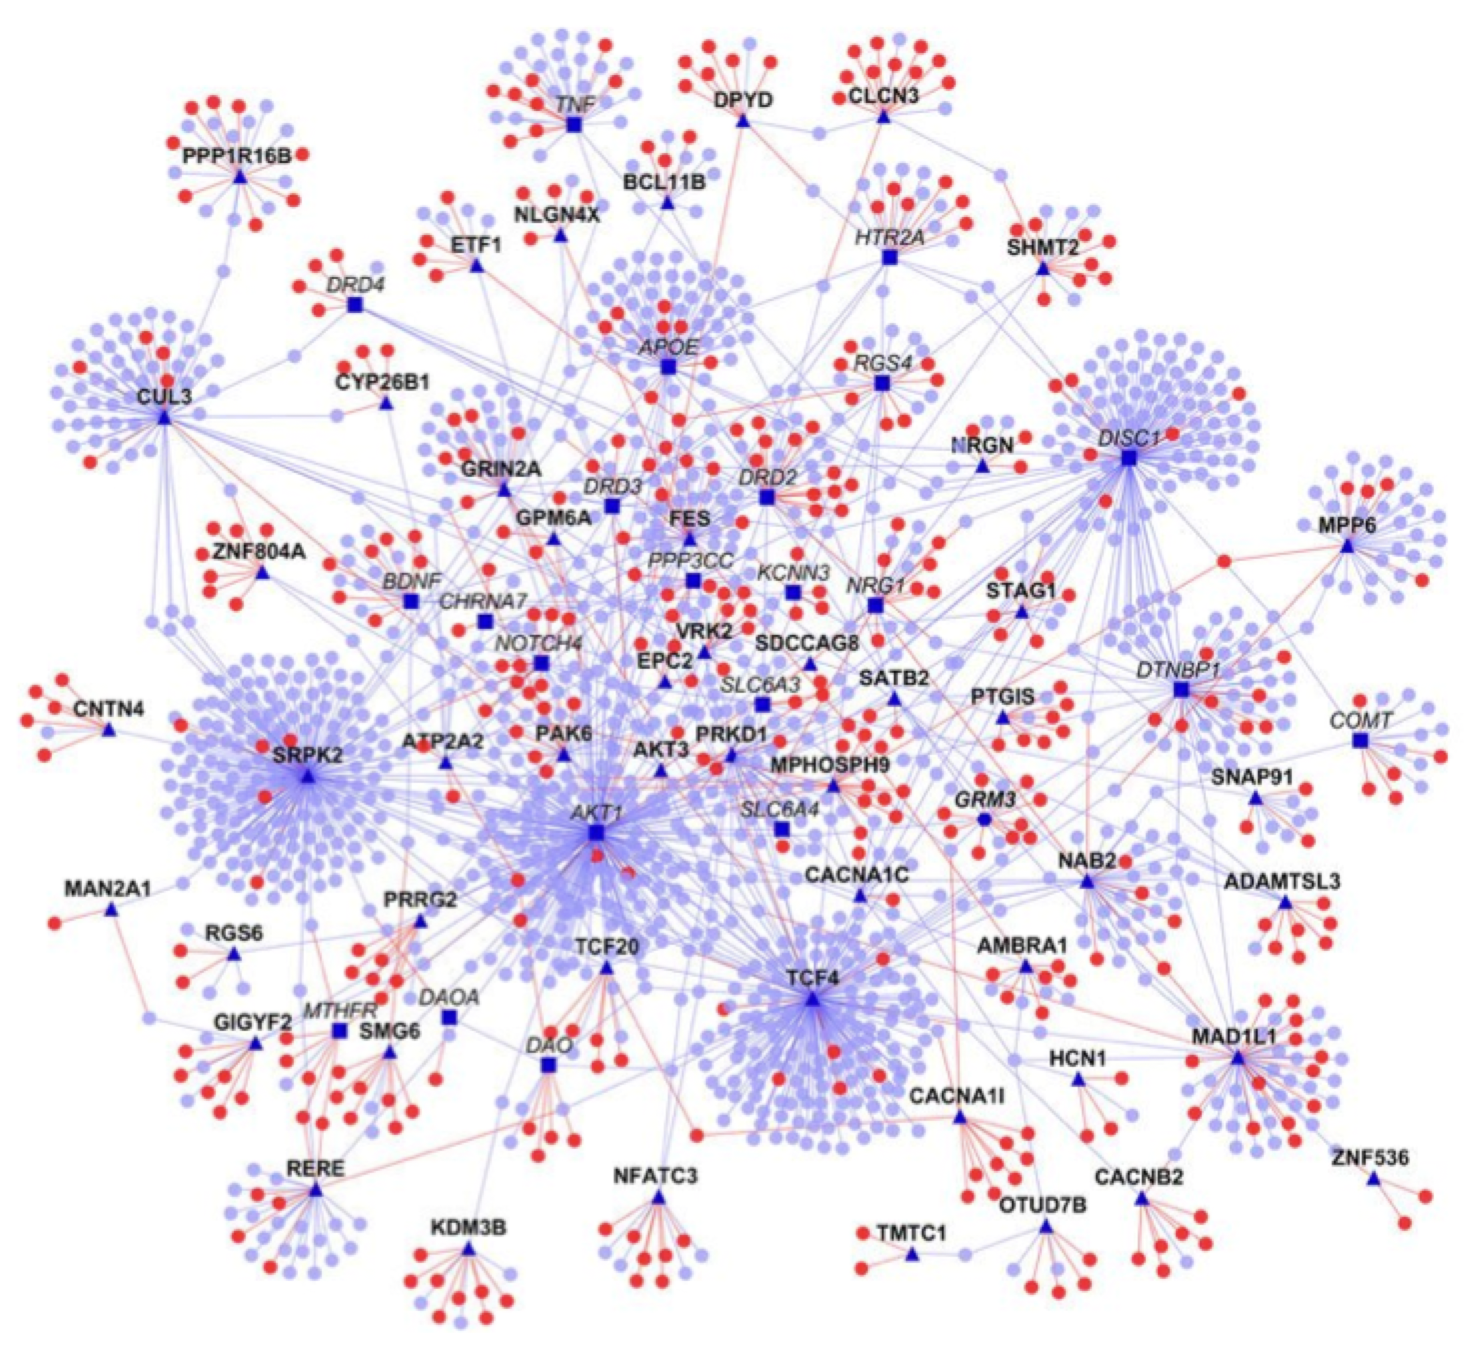 TNF
DPYD
CLCN3
PPP1R16B
BCL11B
NLGN4X
ETF1
HTR2A
SHMT2
DRD4
APOE
RGS4
CYP26B1
CUL3
DISC1
NRGN
GRIN2A
DRD3
DRD2
GPM6A
FES
MPP6
ZNF804A
PPP3CC
KCNN3
BDNF
NRG1
STAG1
CHRNA7
NOTCH4
VRK2
SDCCAG8
EPC2
SLC6A3
SATB2
DTNBP1
PTGIS
CNTN4
COMT
PAK6
PRKD1
ATP2A2
AKT3
SRPK2
MPHOSPH9
SNAP91
GRM3
AKT1
SLC6A4
NAB2
CACNA1C
MAN2A1
ADAMTSL3
PRRG2
RGS6
TCF20
AMBRA1
TCF4
DAOA
MTHFR
GIGYF2
SMG6
DAO
MAD1L1
HCN1
CACNA1I
ZNF536
RERE
NFATC3
CACNB2
OTUD7B
KDM3B
TMTC1